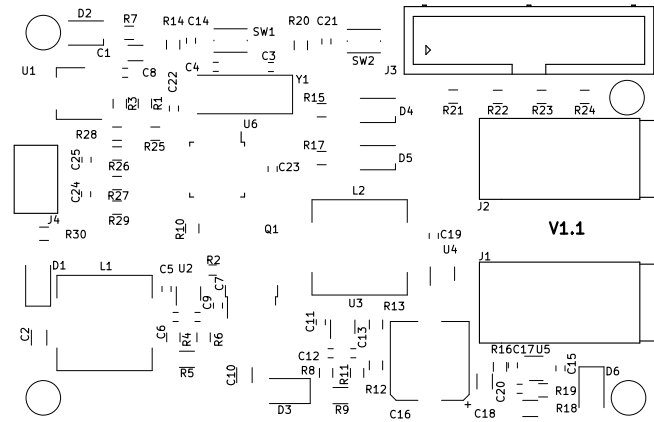 D2 R7 R14 C14 SW1 R20 C21
C1 SW2
U1 C8 C4 C3 J3
C22 Y1
R3 R1 R15
R21 R22 R23 R24
D4
U6
R28 R25
R17
C25 R26 C23 D5
C24 R27 L2
J4 R29 J2
R30 R10 Q1 C19 V1.1
U4
D1 L1 C5 U2 R2 J1
C7
C9 U3 R13
C2 C6 R4 R6 C11 C13
C12 R16 C17 U5
R5 C10 R8 R11 C15 D6
R12 C20 R19
D3 R9 C16 + C18 R18